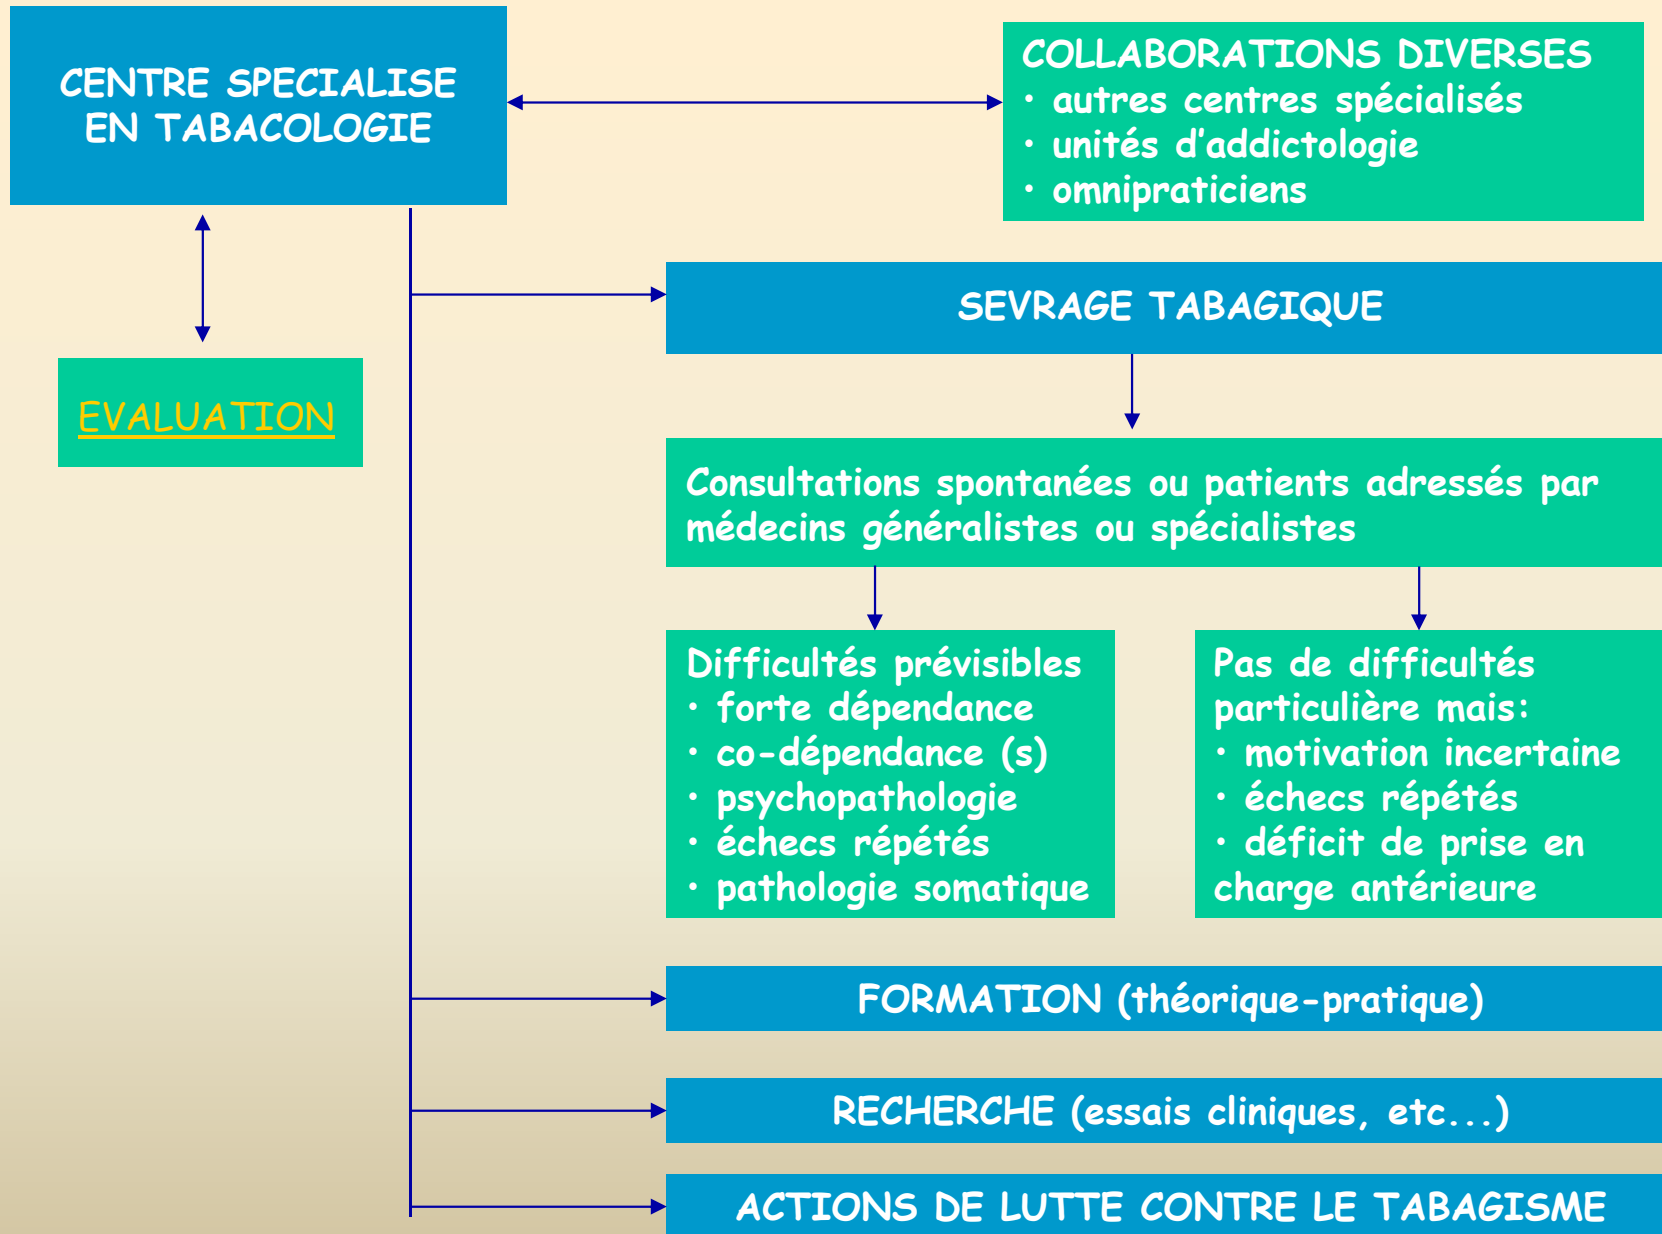 CENTRE SPECIALISE
EN TABACOLOGIE
COLLABORATIONS DIVERSES
• autres centres spécialisés
• unités d'addictologie
• omnipraticiens
SEVRAGE TABAGIQUE
EVALUATION
Consultations spontanées ou patients adressés par
médecins généralistes ou spécialistes
Difficultés prévisibles
• forte dépendance
• co-dépendance (s)
• psychopathologie
• échecs répétés
• pathologie somatique
Pas de difficultés
particulière mais:
• motivation incertaine
• échecs répétés
• déficit de prise en
charge antérieure
FORMATION (théorique-pratique)
RECHERCHE (essais cliniques, etc...)
ACTIONS DE LUTTE CONTRE LE TABAGISME